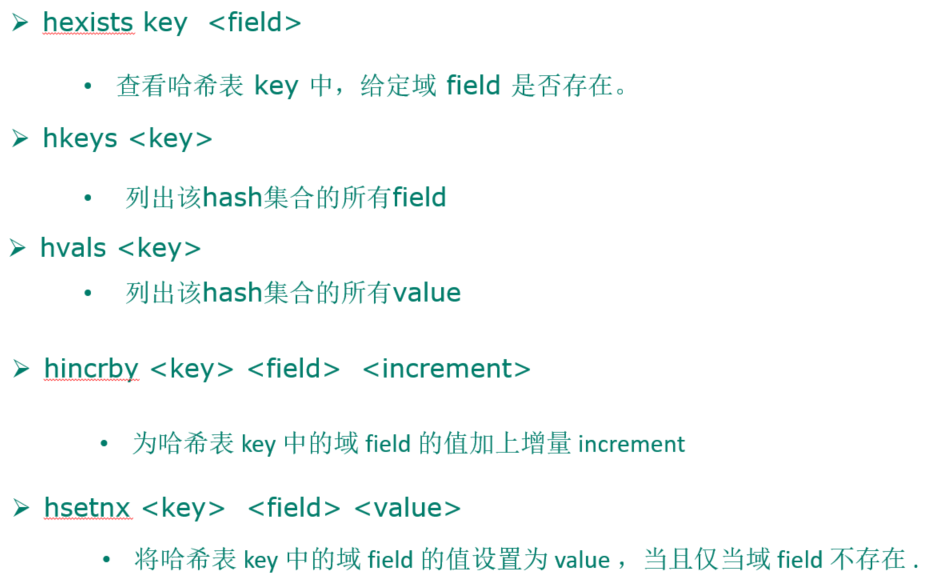 ➢ hexists key <field>
• 查看哈希表 key 中，给定域 field 是否存在。
➢ hkeys <key>
• 列出该hash集合的所有field
➢ hvals <key>
• 列出该hash集合的所有value
➢ hincrby <key> <field> <increment>
• 为哈希表 key 中的域 field 的值加上增量 increment
➢ hsetnx <key> <field> <value>
• 将哈希表 key 中的域 field 的值设置为 value ，当且仅当域 field 不存在 .